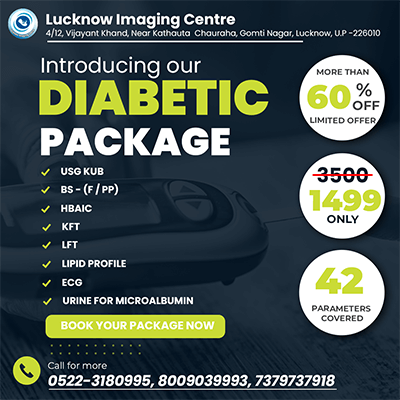 Lucknow Imaging Centre
4/12, Vijayant Khand, Near Kathauta Chauraha, Gomti Nagar, Lucknow, U.P -226010
Introducing our
DIABETIC
PACKAGE
USG KUB
BS - (F / PP)
HBAIC
KFT
LFT
LIPID PROFILE
ECG
URINE FOR MICROALBUMIN
BOOK YOUR PACKAGE NOW
MORE THAN
60 % OFF
LIMITED OFFER
3500
1499
ONLY
42
PARAMETERS
COVERED
Call for more
0522-3180995, 8009039993, 7379737918